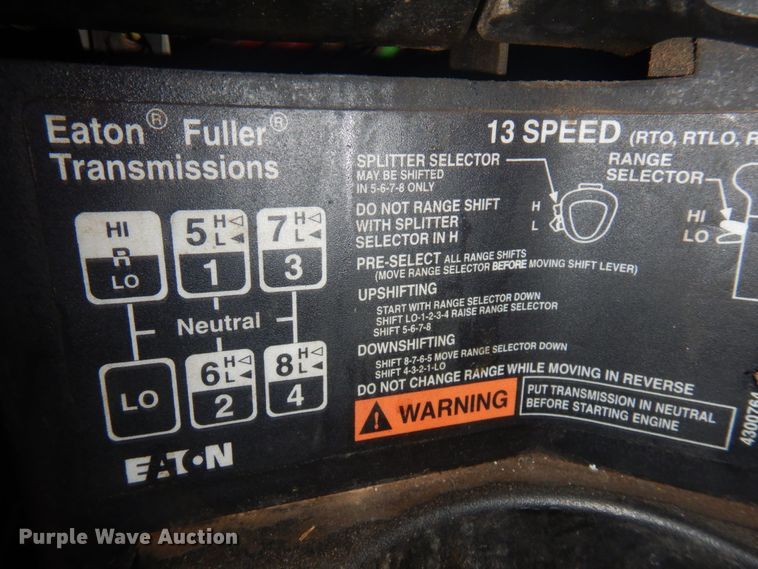 Eaton® Fuller®
Transmissions
HI
R
LO
5 H
L
1
7 H
L
3
Neutral
LO
6 H
L
2
8 H
L
4
EATON
13 SPEED (RTO, RTLO, R
SPLITTER SELECTOR
MAY BE SHIFTED
IN 5-6-7-8 ONLY
DO NOT RANGE SHIFT
WITH SPLITTER
SELECTOR IN H
H
L
RANGE
SELECTOR
HI
LO
PRE-SELECT ALL RANGE SHIFTS
(MOVE RANGE SELECTOR BEFORE MOVING SHIFT LEVER)
UPSHIFTING
START WITH RANGE SELECTOR DOWN
SHIFT LO-1-2-3-4 RAISE RANGE SELECTOR
SHIFT 5-6-7-8
DOWNSHIFTING
SHIFT 8-7-6-5 MOVE RANGE SELECTOR DOWN
SHIFT 4-3-2-1-LO
DO NOT CHANGE RANGE WHILE MOVING IN REVERSE
WARNING
PUT TRANSMISSION IN NEUTRAL
BEFORE STARTING ENGINE
4300764
Purple Wave Auction